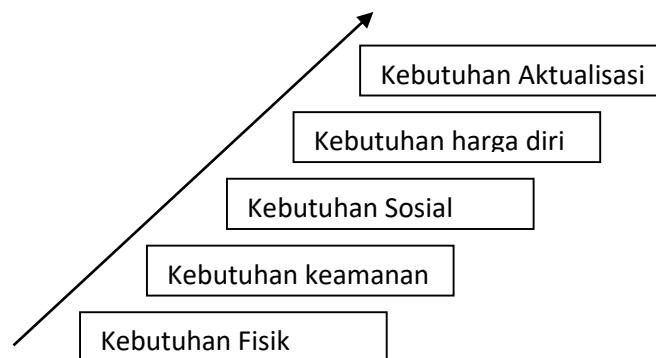 Kebutuhan Aktualisasi
Kebutuhan harga diri
Kebutuhan Sosial
Kebutuhan keamanan
Kebutuhan Fisik